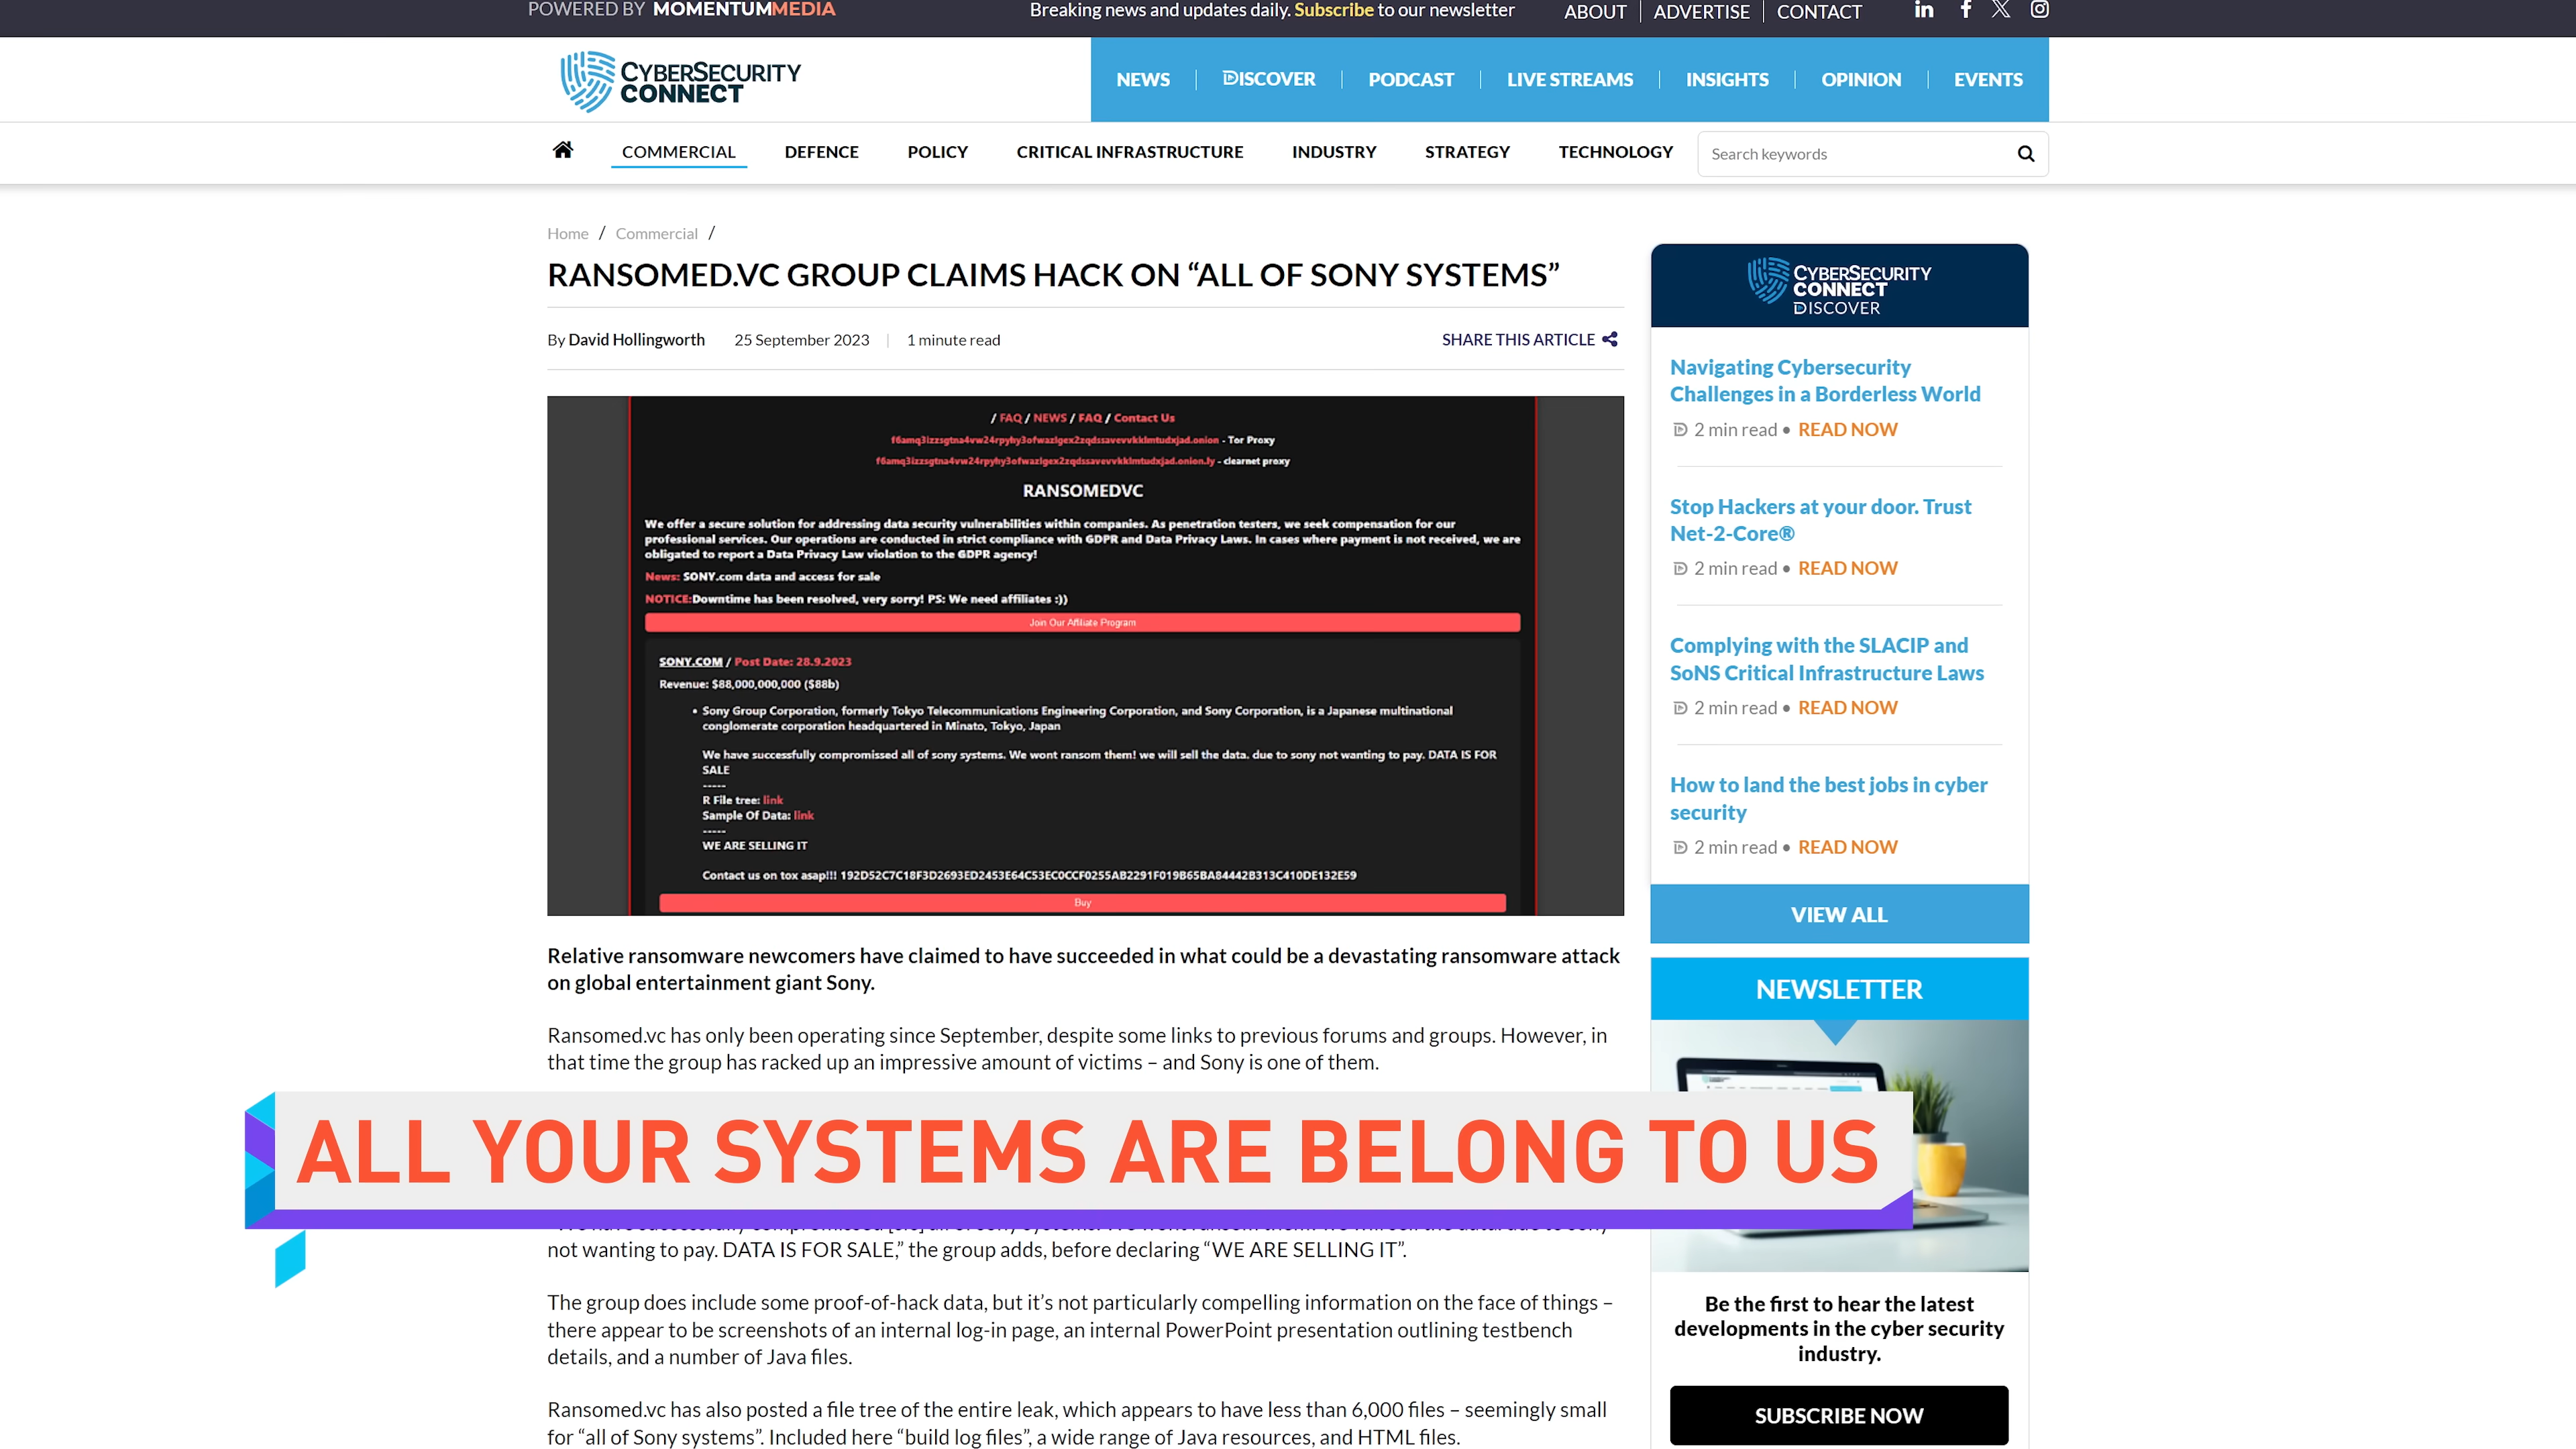 POWERED BY MOMENTUMMEDIA
Breaking news and updates daily. Subscribe to our newsletter
ABOUT
ADVERTISE
CONTACT
CYBERSECURITY
CONNECT
NEWS
DISCOVER
PODCAST
LIVE STREAMS
INSIGHTS
OPINION
EVENTS
COMMERCIAL
DEFENCE
POLICY
CRITICAL INFRASTRUCTURE
INDUSTRY
STRATEGY
TECHNOLOGY
Search keywords
Home / Commercial /
RANSOMED.VC GROUP CLAIMS HACK ON “ALL OF SONY SYSTEMS”
By David Hollingworth
25 September 2023
1 minute read
SHARE THIS ARTICLE
/ FAQ / NEWS / FAQ / Contact Us
f6amq3izzsgtna4vw24rpyhy3ofwazlgex2zqdssavevvkklmtudxjad.onion - Tor Proxy
f6amq3izzsgtna4vw24rpyhy3ofwazlgex2zqdssavevvkklmtudxjad.onion.ly - clearnet proxy
RANSOMEDVC
We offer a secure solution for addressing data security vulnerabilities within companies. As penetration testers, we seek compensation for our
professional services. Our operations are conducted in strict compliance with GDPR and Data Privacy Laws. In cases where payment is not received, we are
obligated to report a Data Privacy Law violation to the GDPR agency!
News: SONY.com data and access for sale
NOTICE:Downtime has been resolved, very sorry! PS: We need affiliates :))
Join Our Affiliate Program
SONY.COM / Post Date: 28.9.2023
Revenue: $88,000,000,000 ($88b)
• Sony Group Corporation, formerly Tokyo Telecommunications Engineering Corporation, and Sony Corporation, is a Japanese multinational
conglomerate corporation headquartered in Minato, Tokyo, Japan
We have successfully compromised all of sony systems. We wont ransom them! we will sell the data. due to sony not wanting to pay. DATA IS FOR
SALE
-----
R File tree: link
Sample Of Data: link
-----
WE ARE SELLING IT
Contact us on tox asap!!! 192D52C7C18F3D2693ED2453E64C53EC0CCF0255AB2291F019B65BA84442B313C410DE132E59
Buy
Relative ransomware newcomers have claimed to have succeeded in what could be a devastating ransomware attack
on global entertainment giant Sony.
Ransomed.vc has only been operating since September, despite some links to previous forums and groups. However, in
that time the group has racked up an impressive amount of victims – and Sony is one of them.
ALL YOUR SYSTEMS ARE BELONG TO US
not wanting to pay. DATA IS FOR SALE,” the group adds, before declaring “WE ARE SELLING IT”.
The group does include some proof-of-hack data, but it’s not particularly compelling information on the face of things –
there appear to be screenshots of an internal log-in page, an internal PowerPoint presentation outlining testbench
details, and a number of Java files.
Ransomed.vc has also posted a file tree of the entire leak, which appears to have less than 6,000 files – seemingly small
for “all of Sony systems”. Included here “build log files”, a wide range of Java resources, and HTML files.
CYBERSECURITY
CONNECT
DISCOVER
Navigating Cybersecurity
Challenges in a Borderless World
2 min read • READ NOW
Stop Hackers at your door. Trust
Net-2-Core®
2 min read • READ NOW
Complying with the SLACIP and
SoNS Critical Infrastructure Laws
2 min read • READ NOW
How to land the best jobs in cyber
security
2 min read • READ NOW
VIEW ALL
NEWSLETTER
Be the first to hear the latest
developments in the cyber security
industry.
SUBSCRIBE NOW